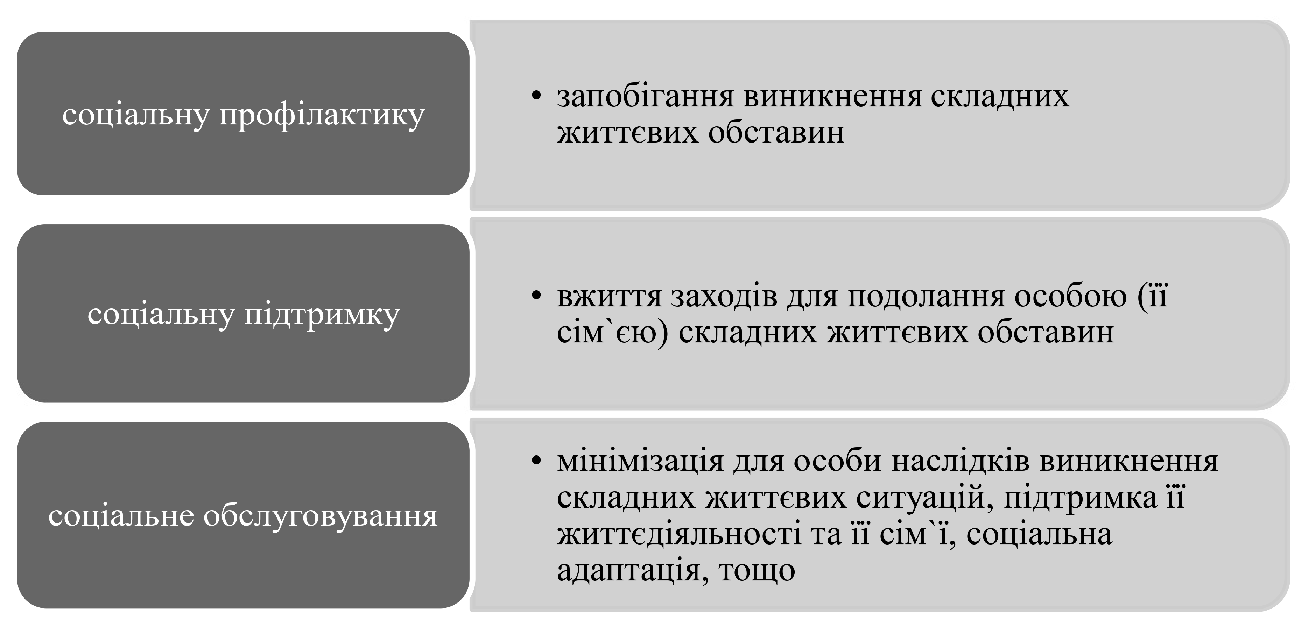 соціальну профілактику
• запобігання виникнення складних
життєвих обставин
соціальну підтримку
• вжиття заходів для подолання особою (її
сім`єю) складних життєвих обставин
соціальне обслуговування
• мінімізація для особи наслідків виникнення
складних життєвих ситуацій, підтримка її
життєдіяльності та її сім`ї, соціальна
адаптація, тощо